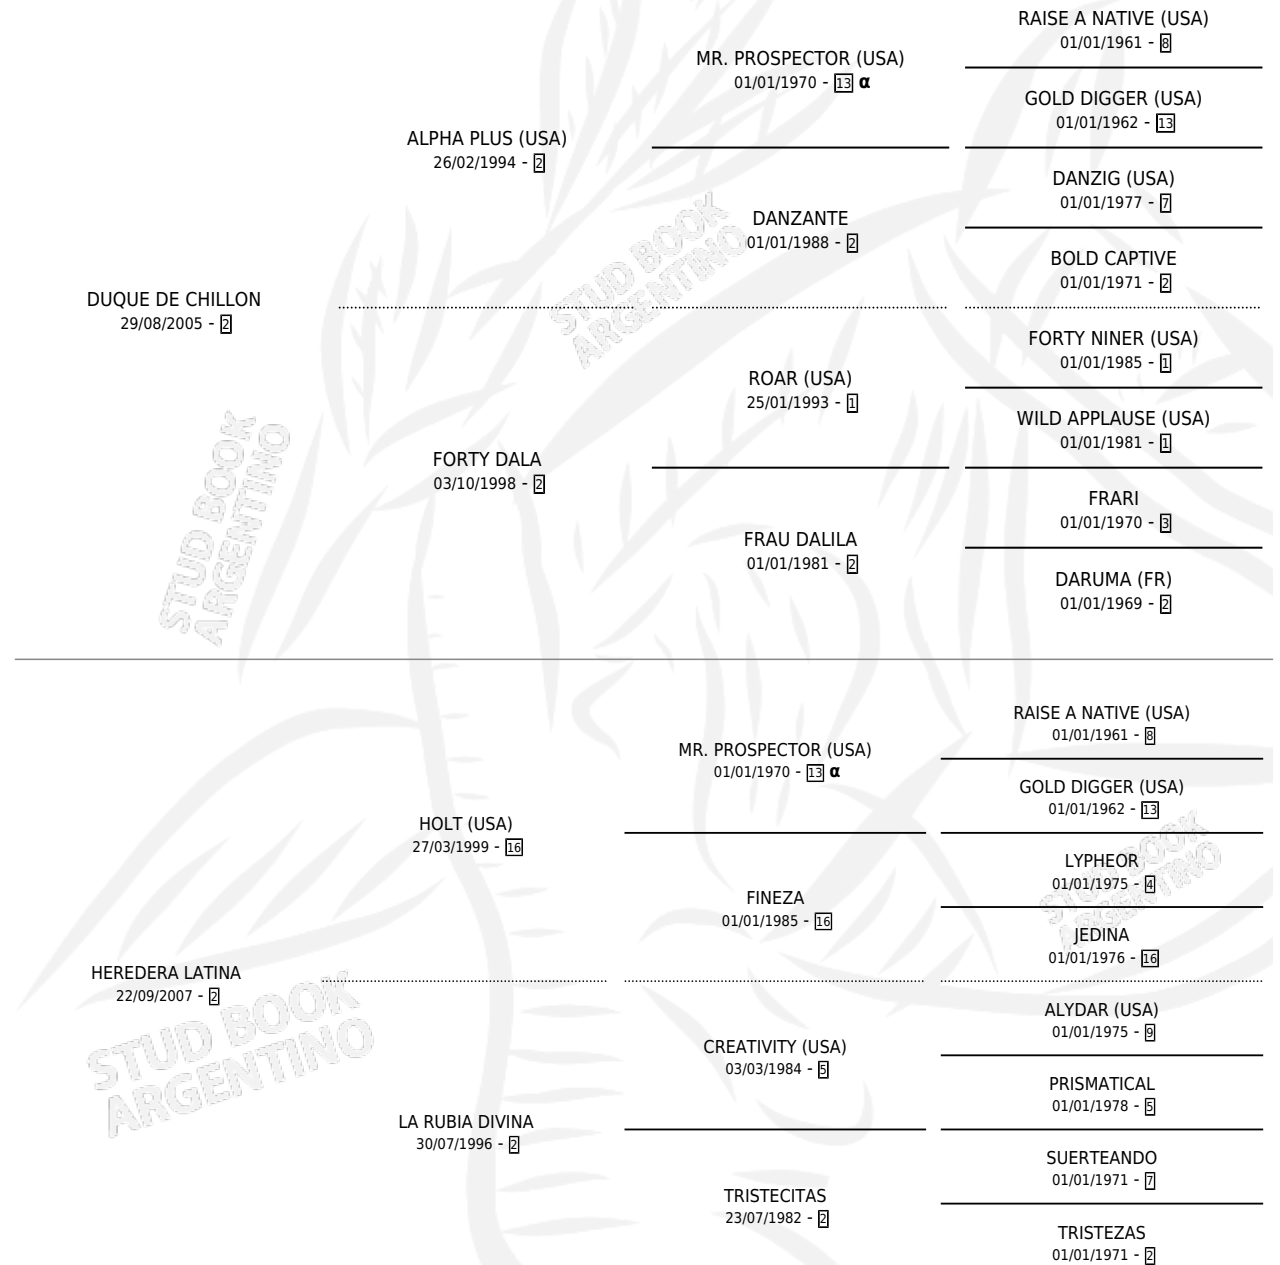 RAISE A NATIVE (USA)
01/01/1961 - 8
MR. PROSPECTOR (USA)
01/01/1970 - 13 α
GOLD DIGGER (USA)
01/01/1962 - 13
ALPHA PLUS (USA)
26/02/1994 - 2
DANZIG (USA)
01/01/1977 - 7
DANZANTE
01/01/1988 - 2
BOLD CAPTIVE
01/01/1971 - 2
DUQUE DE CHILLON
29/08/2005 - 2
STUD BOOK
ARGENTINO
FORTY NINER (USA)
01/01/1985 - 1
ROAR (USA)
25/01/1993 - 1
WILD APPLAUSE (USA)
01/01/1981 - 1
FORTY DALA
03/10/1998 - 2
FRARI
01/01/1970 - 3
FRAU DALILA
01/01/1981 - 2
DARUMA (FR)
01/01/1969 - 2
STUD BOOK
ARGENTINO
RAISE A NATIVE (USA)
01/01/1961 - 8
MR. PROSPECTOR (USA)
01/01/1970 - 13 α
GOLD DIGGER (USA)
01/01/1962 - 13
HOLT (USA)
27/03/1999 - 16
LYPHEOR
01/01/1975 - 4
STUD BOOK
ARGENTINO
FINEZA
01/01/1985 - 16
JEDINA
01/01/1976 - 16
HEREDERA LATINA
22/09/2007 - 2
STUD BOOK
ARGENTINO
ALYDAR (USA)
01/01/1975 - 9
CREATIVITY (USA)
03/03/1984 - 5
PRISMATICAL
01/01/1978 - 5
LA RUBIA DIVINA
30/07/1996 - 2
SUERTEANDO
01/01/1971 - 7
TRISTECITAS
23/07/1982 - 2
TRISTEZAS
01/01/1971 - 2